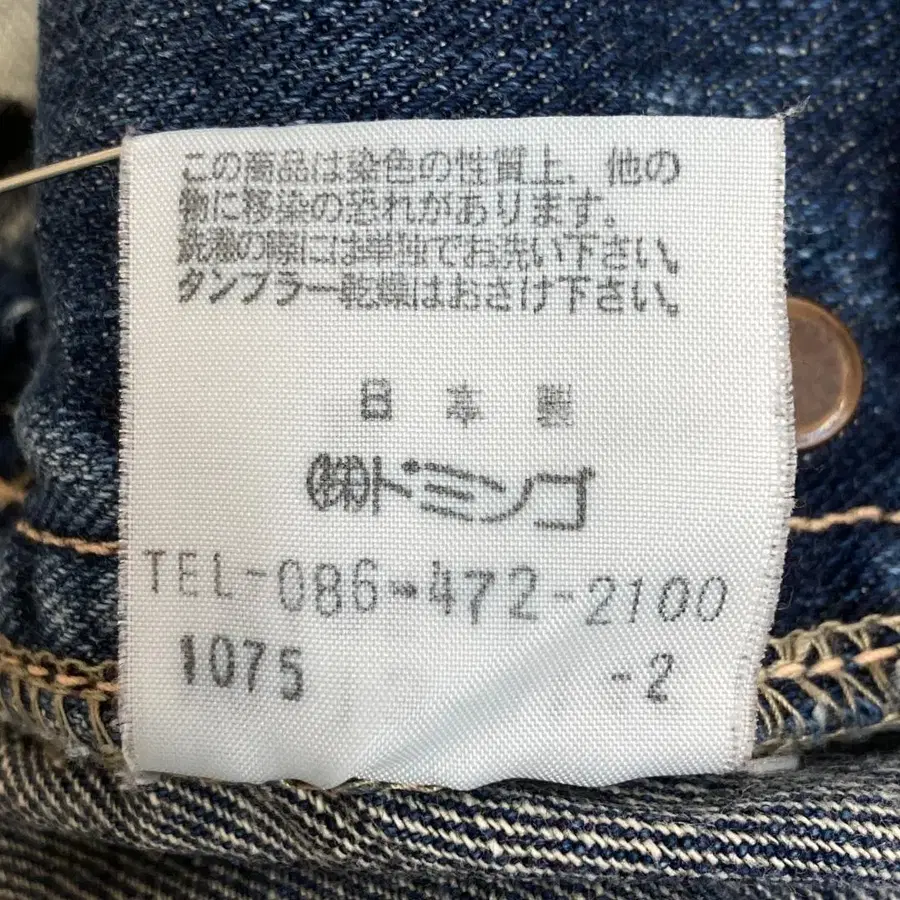 この商品は染色の性質上、他の
物に移染の恐れがあります。
洗濯の際には単独でお洗い下さい。
タンブラー乾燥はおさけ下さい。
日本製
㈱ドミンゴ
TEL-086-472-2100
1075 -2